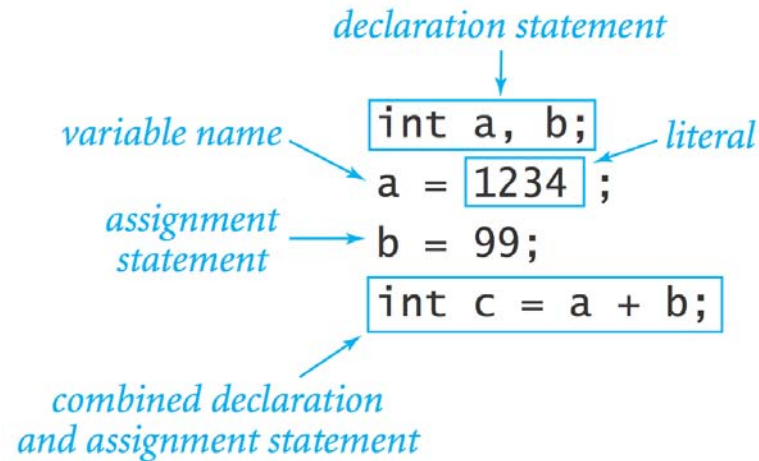 declaration statement
int a, b;
variable name
literal
a = 1234 ;
assignment
statement
b = 99;
int c = a + b;
combined declaration
and assignment statement